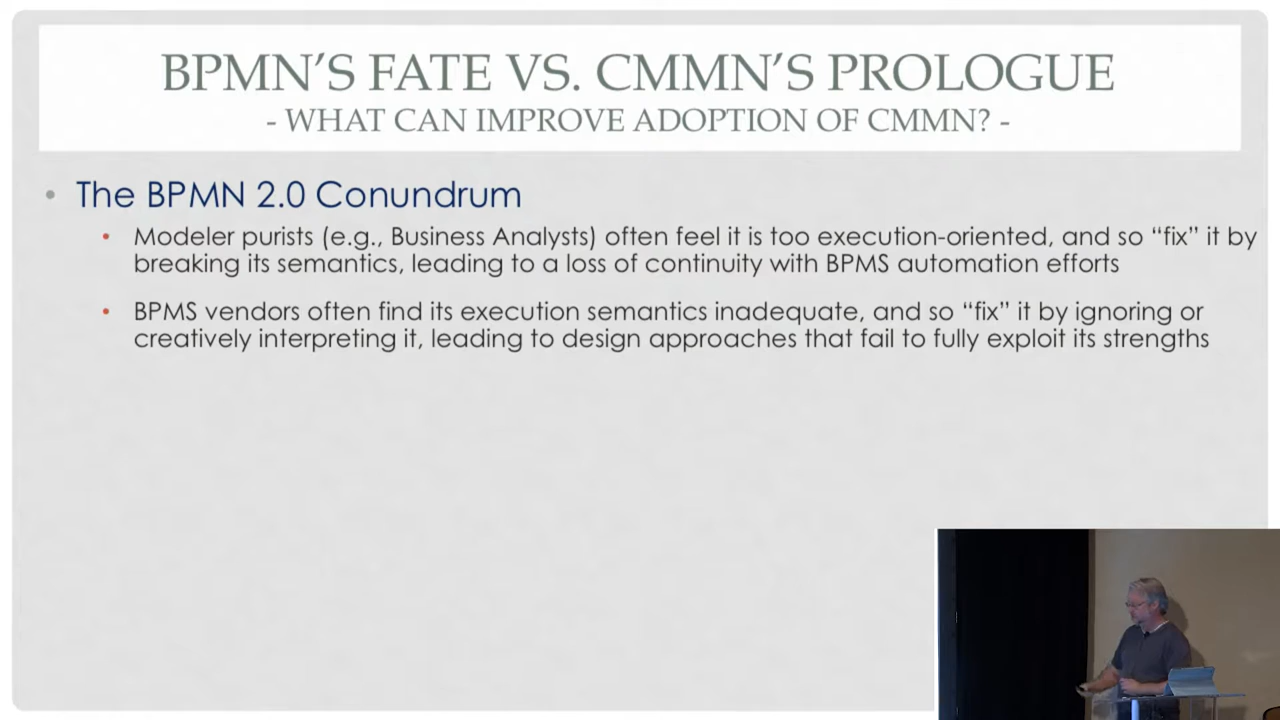 BPMN'S FATE VS. CMMN'S PROLOGUE
- WHAT CAN IMPROVE ADOPTION OF CMMN? -
• The BPMN 2.0 Conundrum
• Modeler purists (e.g., Business Analysts) often feel it is too execution-oriented, and so “fix” it by
breaking its semantics, leading to a loss of continuity with BPMS automation efforts
• BPMS vendors often find its execution semantics inadequate, and so “fix” it by ignoring or
creatively interpreting it, leading to design approaches that fail to fully exploit its strengths